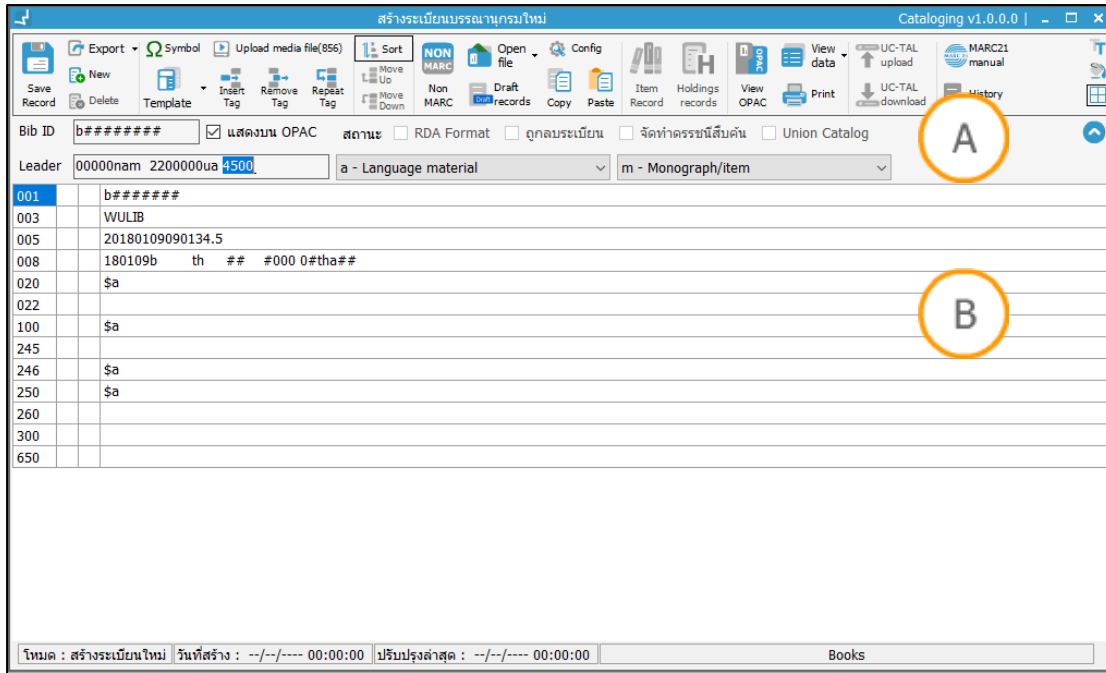 สร้างระเบียนบรรณานุกรมใหม่ Cataloging v1.0.0.0
Export Symbol Upload media file(856) Sort NON MARC Open file Config View data UC-TAL upload MARC21 manual
New Move Up
Save Record Delete Template Insert Tag Remove Tag Repeat Tag Move Down Non MARC Draft records Copy Paste Item Record Holdings records View OPAC Print UC-TAL download History
Bib ID b######## แสดงบน OPAC สถานะ RDA Format ถูกลบระเบียน จัดทำดรรชนีสืบค้น Union Catalog A
Leader 00000nam 2200000ua 4500 a - Language material m - Monograph/item
001 b#######
003 WULIB
005 20180109090134.5
008 180109b th ## #000 0#tha##
020 $a
022
100 $a B
245
246 $a
250 $a
260
300
650
โหมด : สร้างระเบียนใหม่ วันที่สร้าง : --/--/---- 00:00:00 ปรับปรุงล่าสุด : --/--/---- 00:00:00 Books